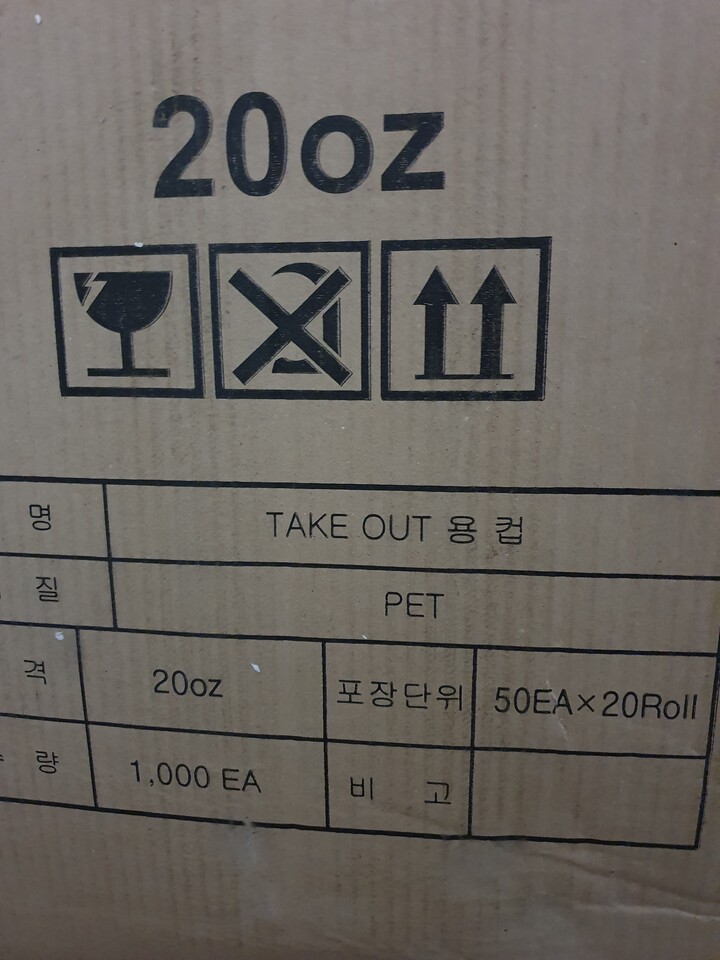 20oz
명 TAKE OUT 용 컵
질 PET
격 20oz 포장단위 50EA×20Roll
량 1,000 EA 비 고